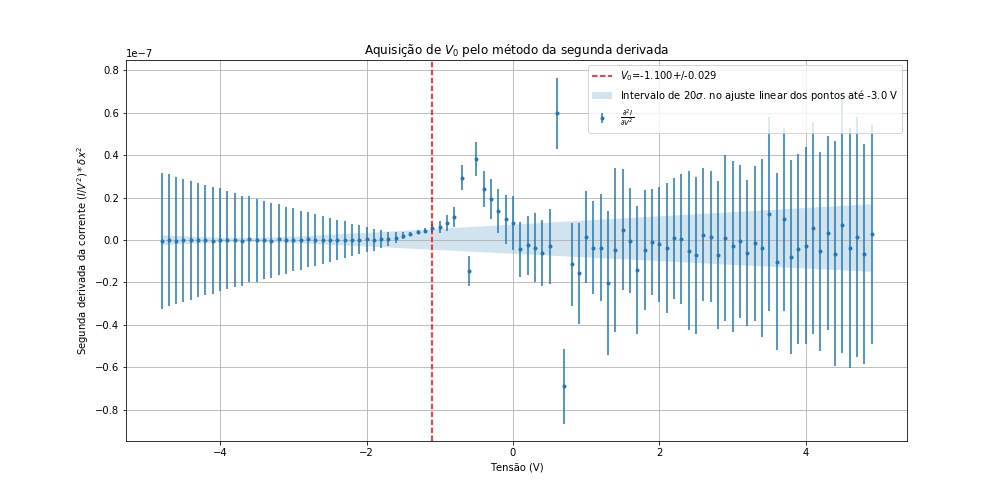 Aquisição de V₀ pelo método da segunda derivada
1e−7
V₀=-1.100+/-0.029
Intervalo de 20σ. no ajuste linear dos pontos até -3.0 V
∂²I/∂V²
Segunda derivada da corrente (I/V²) * δx²
0.8
0.6
0.4
0.2
0.0
−0.2
−0.4
−0.6
−0.8
−4 −2 0 2 4
Tensão (V)